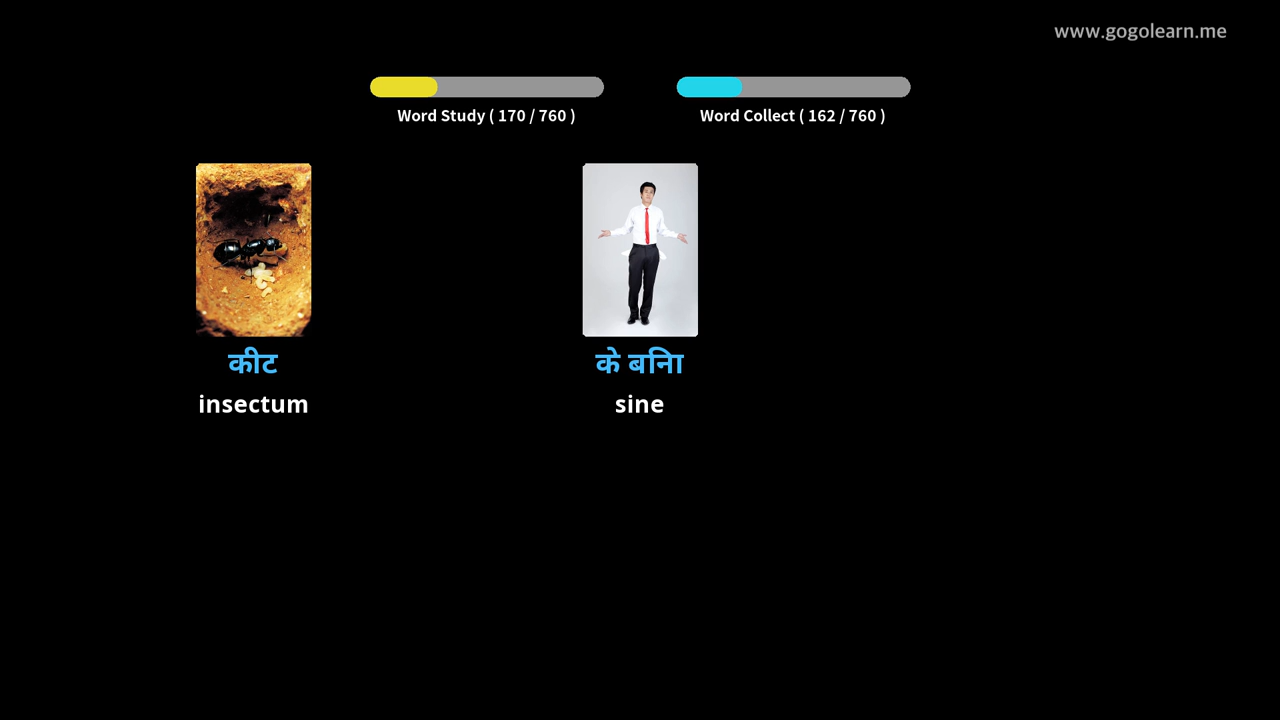 www.gogolearn.me
Word Study ( 170 / 760 )
Word Collect ( 162 / 760 )
कीट
के बिना
insectum
sine